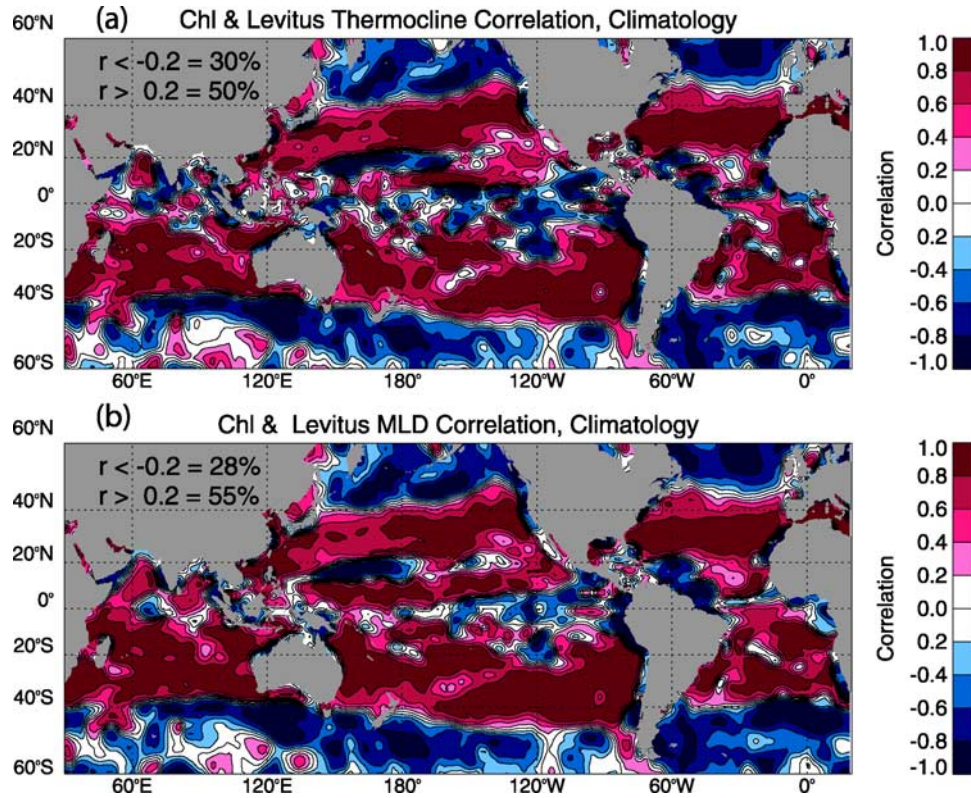 (a)
Chl & Levitus Thermocline Correlation, Climatology
r < -0.2 = 30%
r > 0.2 = 50%
60°N
40°N
20°N
0°
20°S
40°S
60°S
60°E 120°E 180° 120°W 60°W 0°
1.0
0.8
0.6
0.4
0.2
0.0
0.2
-0.4
-0.6
-0.8
-1.0
Correlation
(b)
Chl & Levitus MLD Correlation, Climatology
r < -0.2 = 28%
r > 0.2 = 55%
60°N
40°N
20°N
0°
20°S
40°S
60°S
60°E 120°E 180° 120°W 60°W 0°
1.0
0.8
0.6
0.4
0.2
0.0
0.2
-0.4
-0.6
-0.8
-1.0
Correlation